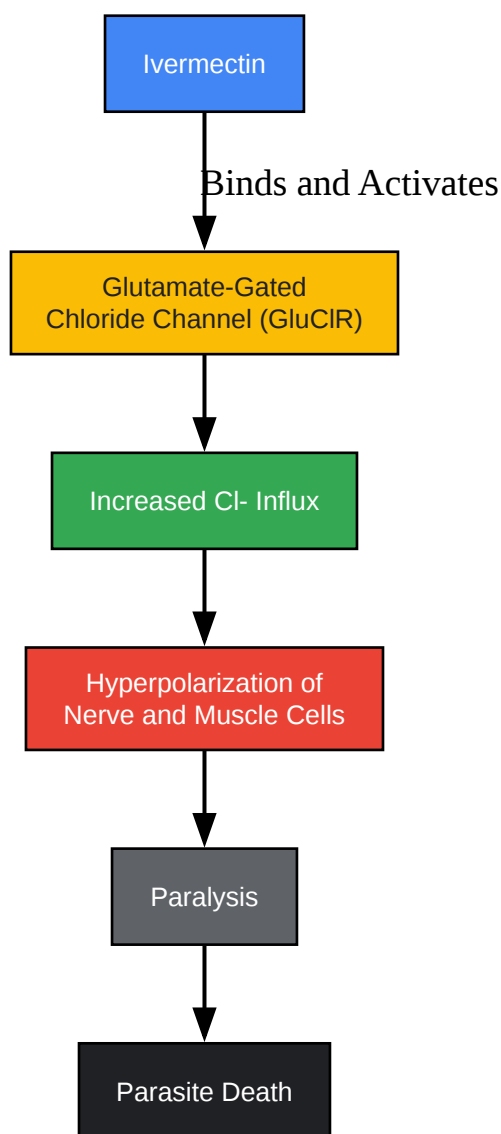 Ivermectin
Binds and Activates
Glutamate-Gated
Chloride Channel (GluClR)
Increased Cl- Influx
Hyperpolarization of
Nerve and Muscle Cells
Paralysis
Parasite Death